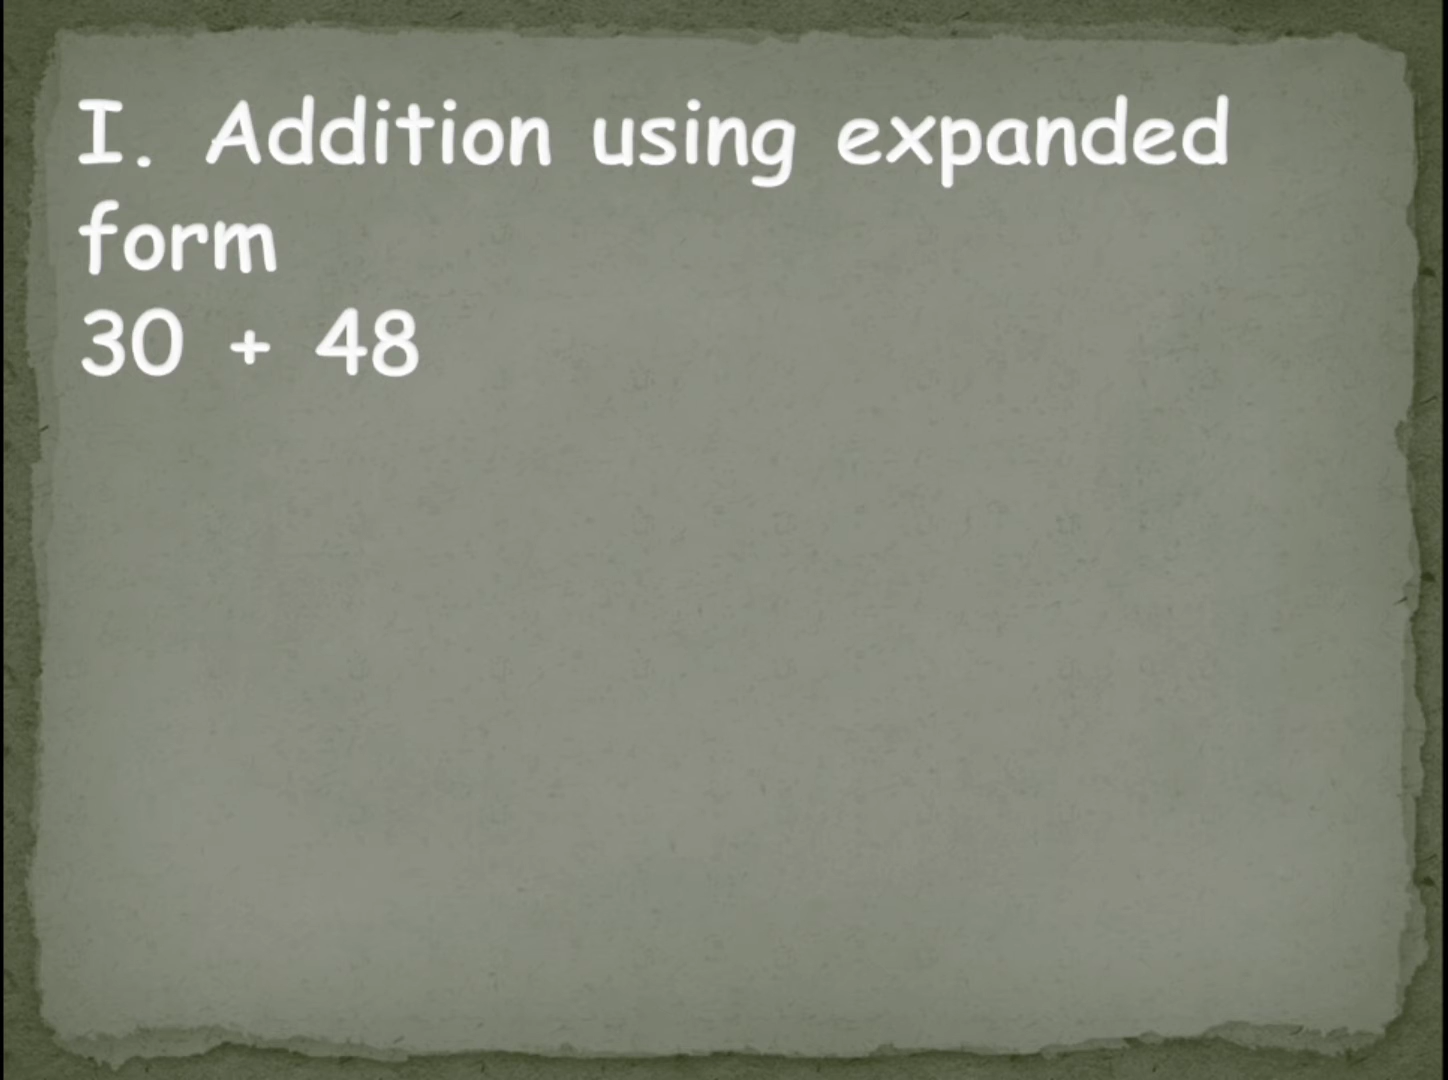 I. Addition using expanded
form
30 + 48